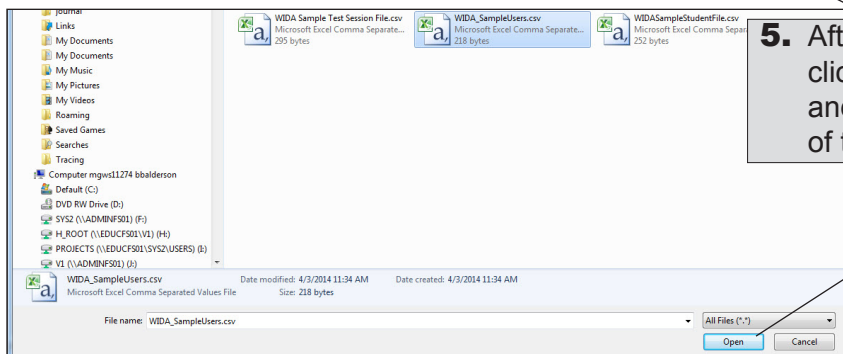 Journal
Links
My Documents
My Documents
My Music
My Pictures
My Videos
Roaming
Saved Games
Searches
Tracing
Computer mgws11274 bbalderson
Default (C:)
DVD RW Drive (D:)
SYS2 (\\ADMINFS01) (F:)
H_ROOT (\\EDUCFS01\V1) (H:)
PROJECTS (\\EDUCFS01\SYS2\USERS) (I:)
V1 (\\ADMINFS01) (J:)
WIDA Sample Test Session File.csv
Microsoft Excel Comma Separate...
295 bytes
WIDA_SampleUsers.csv
Microsoft Excel Comma Separate...
218 bytes
WIDASampleStudentFile.csv
Microsoft Excel Comma Separ
252 bytes
5. Aft
clic
an
of
WIDA_SampleUsers.csv Date modified: 4/3/2014 11:34 AM Date created: 4/3/2014 11:34 AM
Microsoft Excel Comma Separated Values File Size: 218 bytes
File name: WIDA_SampleUsers.csv All Files (*.*)
Open Cancel